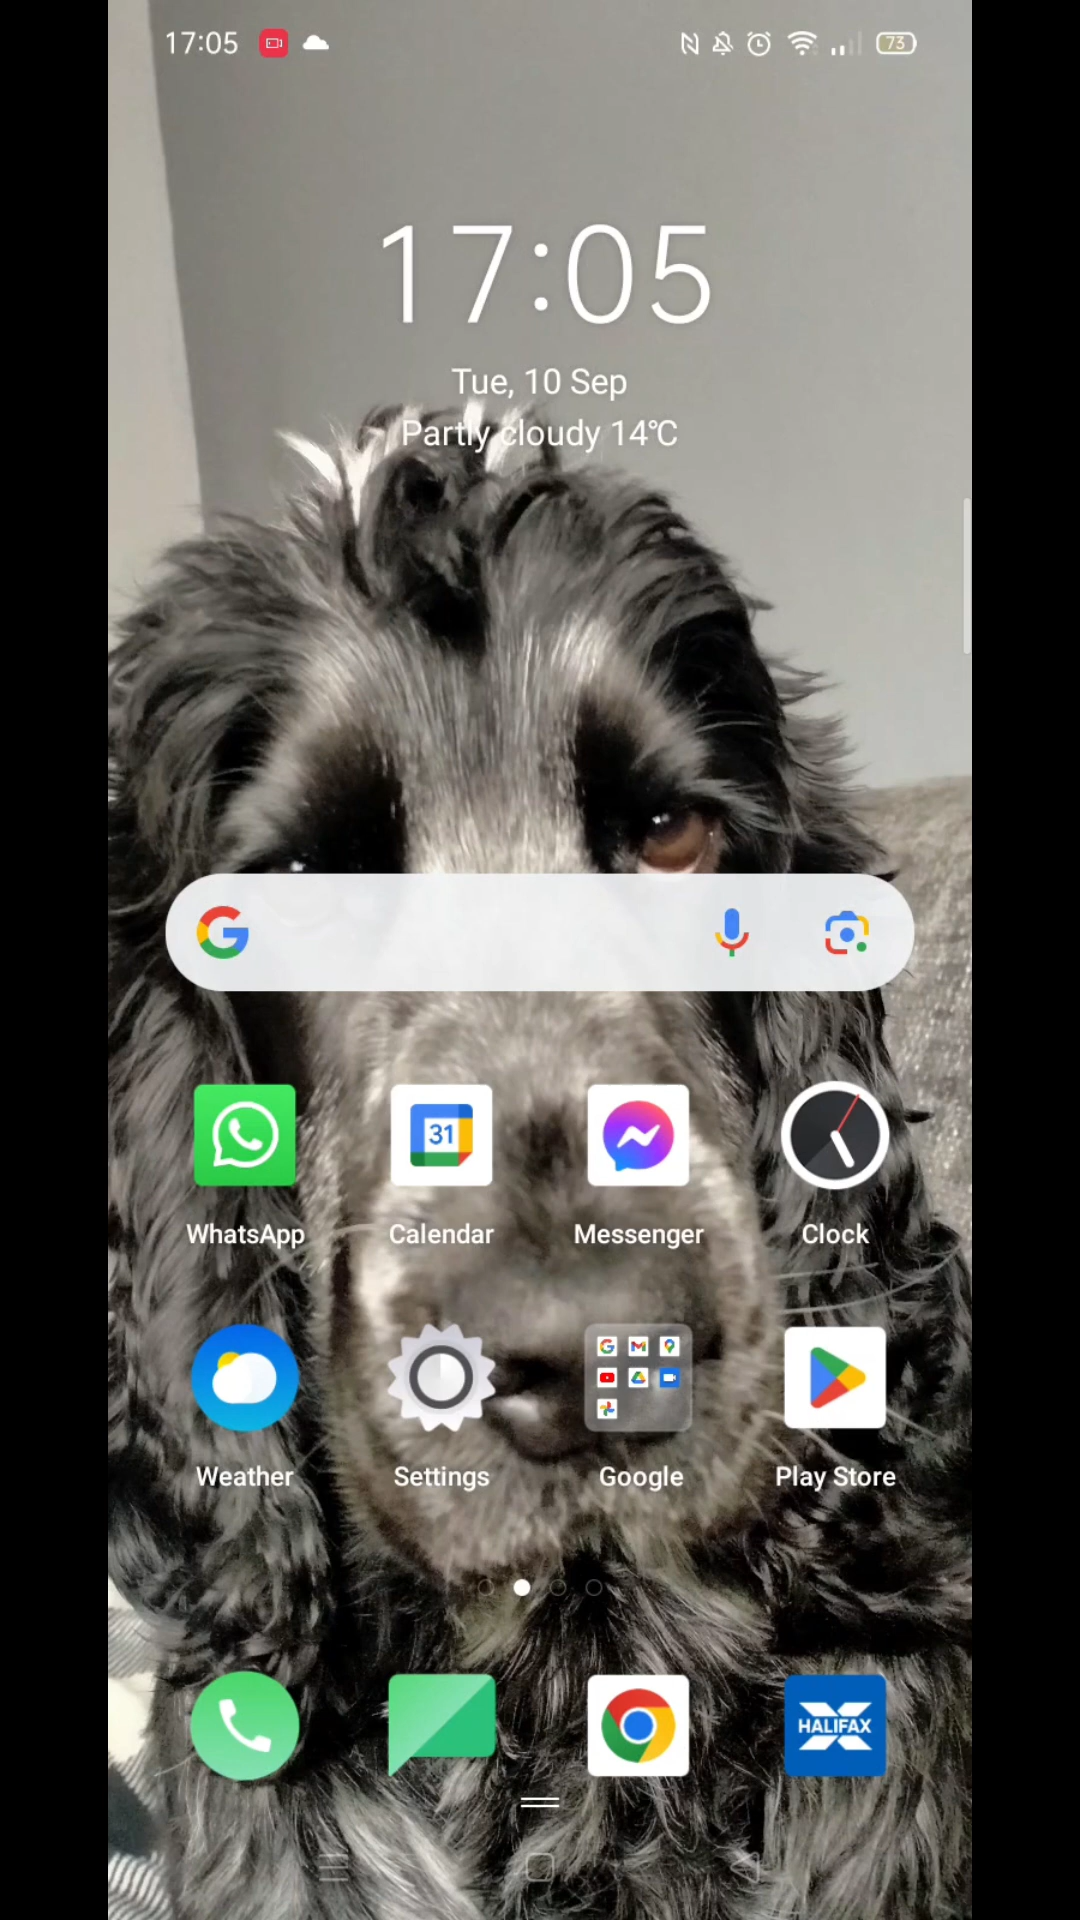 17:05
73
17:05
Tue, 10 Sep
Partly cloudy 14°C
31
WhatsApp
Calendar
Messenger
Clock
Weather
Settings
Google
Play Store
HALIFAX